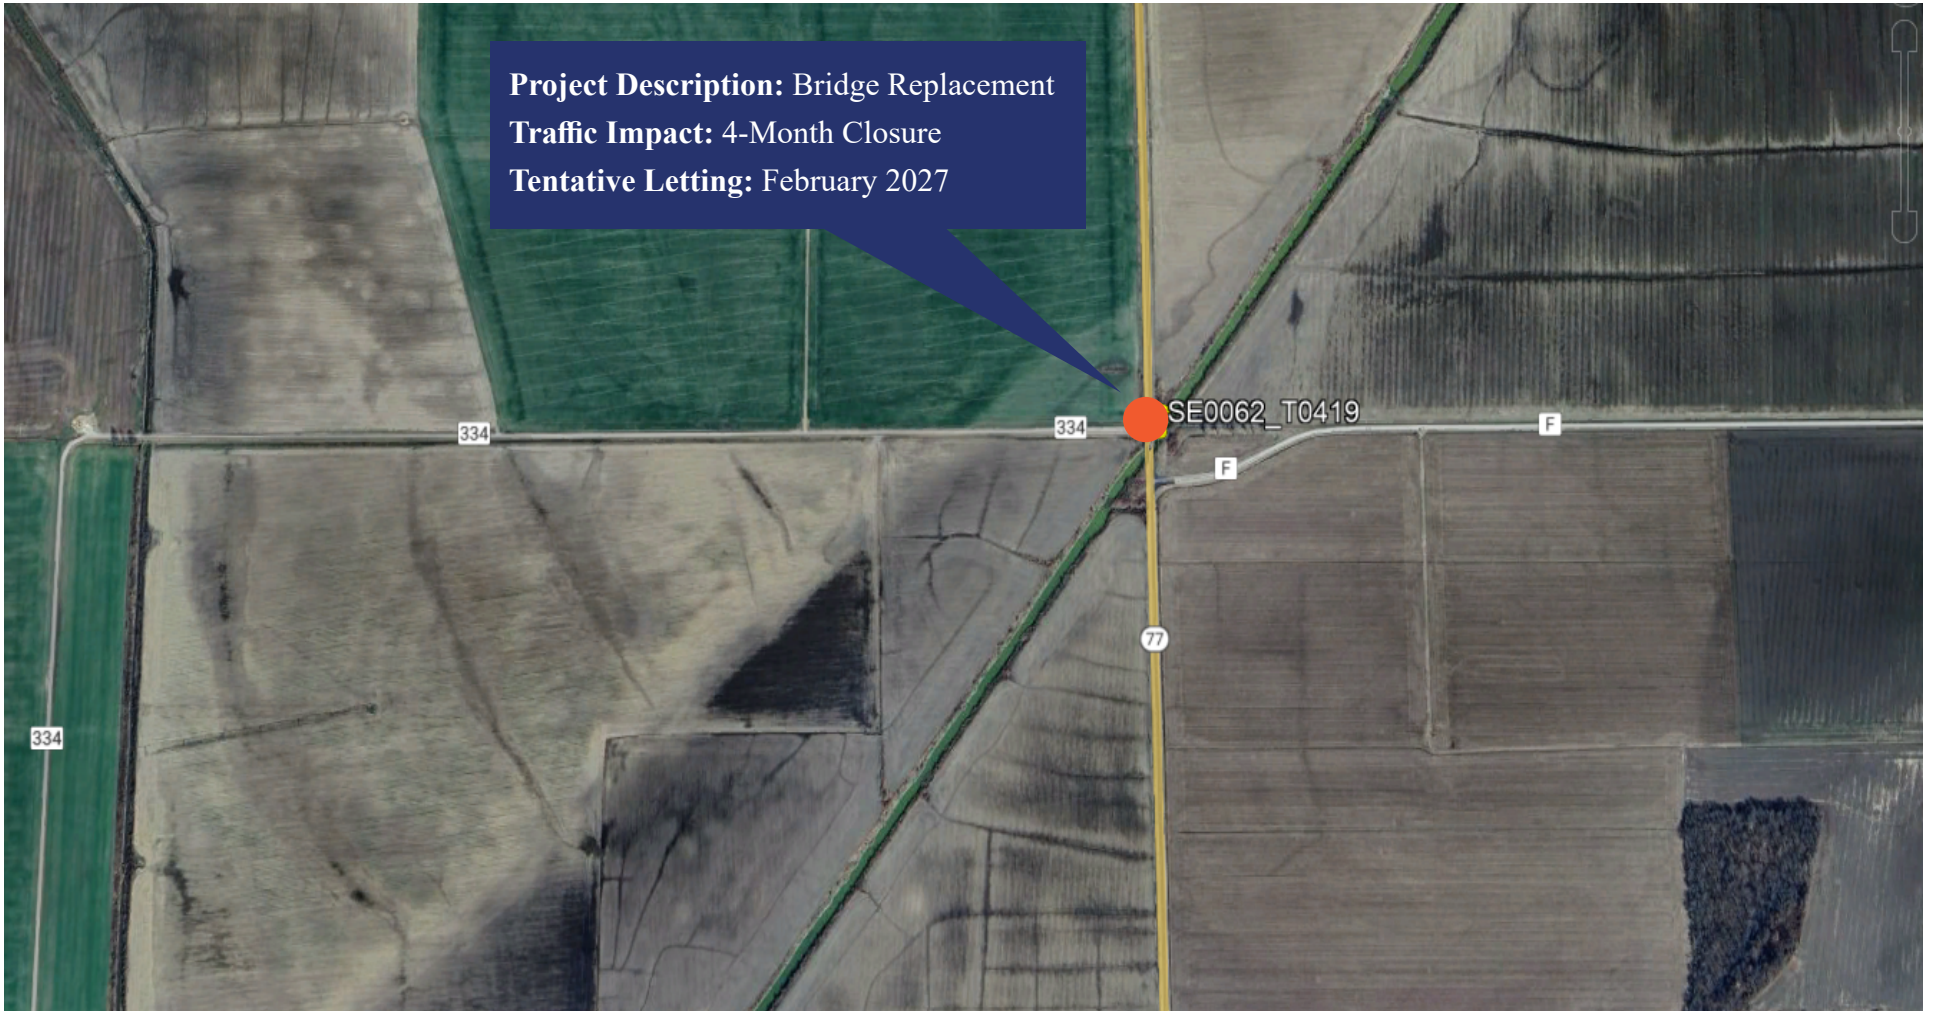 Project Description: Bridge Replacement
Traffic Impact: 4-Month Closure
Tentative Letting: February 2027
SE0062_T0419
334
334
F
F
77
334